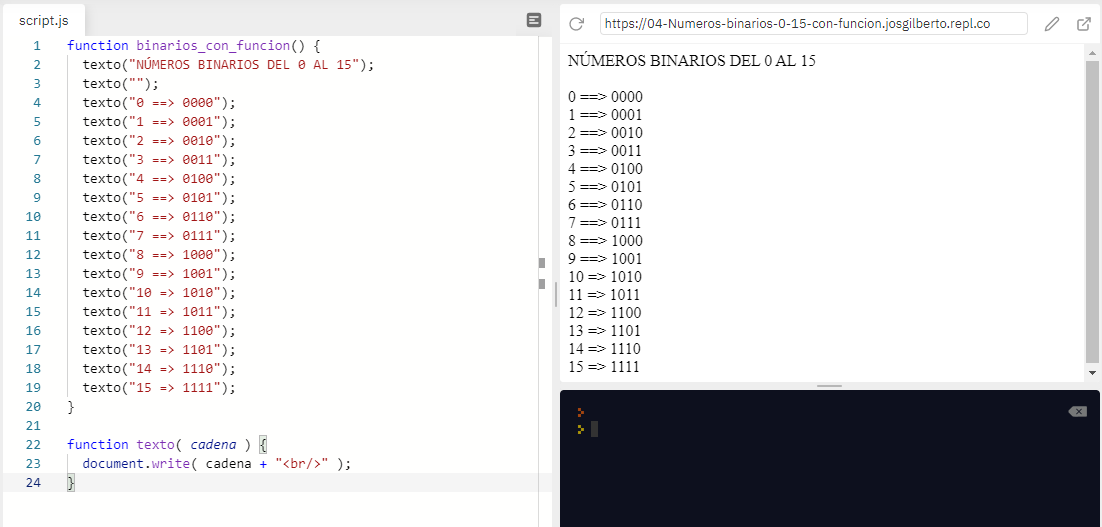 script.js
1 function binarios_con_funcion() {
2 texto("NÚMEROS BINARIOS DEL 0 AL 15");
3 texto("");
4 texto("0 ==> 0000");
5 texto("1 ==> 0001");
6 texto("2 ==> 0010");
7 texto("3 ==> 0011");
8 texto("4 ==> 0100");
9 texto("5 ==> 0101");
10 texto("6 ==> 0110");
11 texto("7 ==> 0111");
12 texto("8 ==> 1000");
13 texto("9 ==> 1001");
14 texto("10 => 1010");
15 texto("11 => 1011");
16 texto("12 => 1100");
17 texto("13 => 1101");
18 texto("14 => 1110");
19 texto("15 => 1111");
20 }
21
22 function texto( cadena ) {
23 document.write( cadena + "<br/>" );
24 }
https://04-Numeros-binarios-0-15-con-funcion.josgilberto.repl.co
NÚMEROS BINARIOS DEL 0 AL 15
0 ==> 0000
1 ==> 0001
2 ==> 0010
3 ==> 0011
4 ==> 0100
5 ==> 0101
6 ==> 0110
7 ==> 0111
8 ==> 1000
9 ==> 1001
10 => 1010
11 => 1011
12 => 1100
13 => 1101
14 => 1110
15 => 1111
>
>